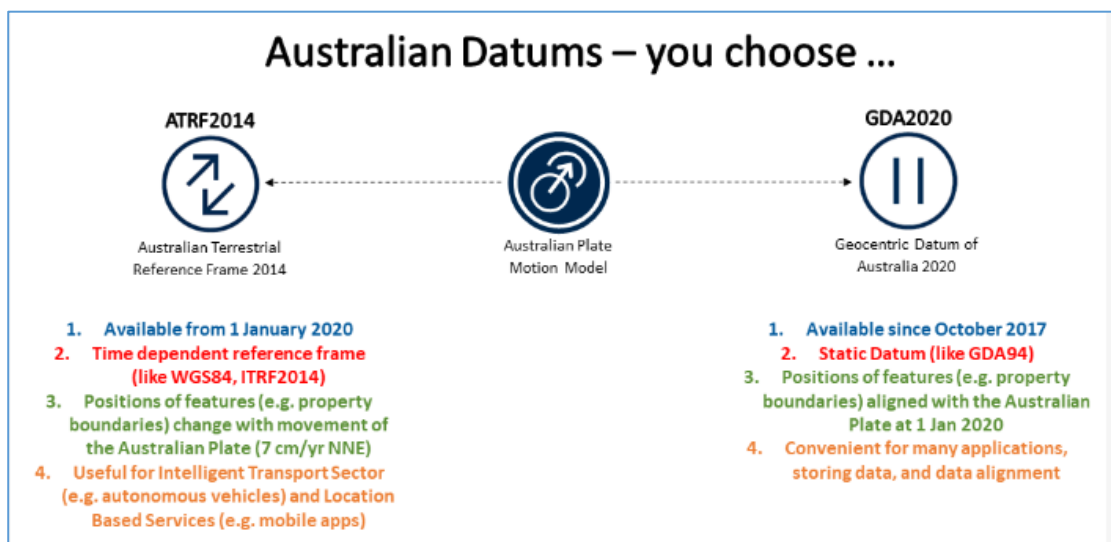 Australian Datums – you choose ...
ATRF2014
Australian Terrestrial
Reference Frame 2014
Australian Plate
Motion Model
GDA2020
Geocentric Datum of
Australia 2020
1. Available from 1 January 2020
2. Time dependent reference frame
(like WGS84, ITRF2014)
3. Positions of features (e.g. property
boundaries) change with movement of
the Australian Plate (7 cm/yr NNE)
4. Useful for Intelligent Transport Sector
(e.g. autonomous vehicles) and Location
Based Services (e.g. mobile apps)
1. Available since October 2017
2. Static Datum (like GDA94)
3. Positions of features (e.g. property
boundaries) aligned with the Australian
Plate at 1 Jan 2020
4. Convenient for many applications,
storing data, and data alignment